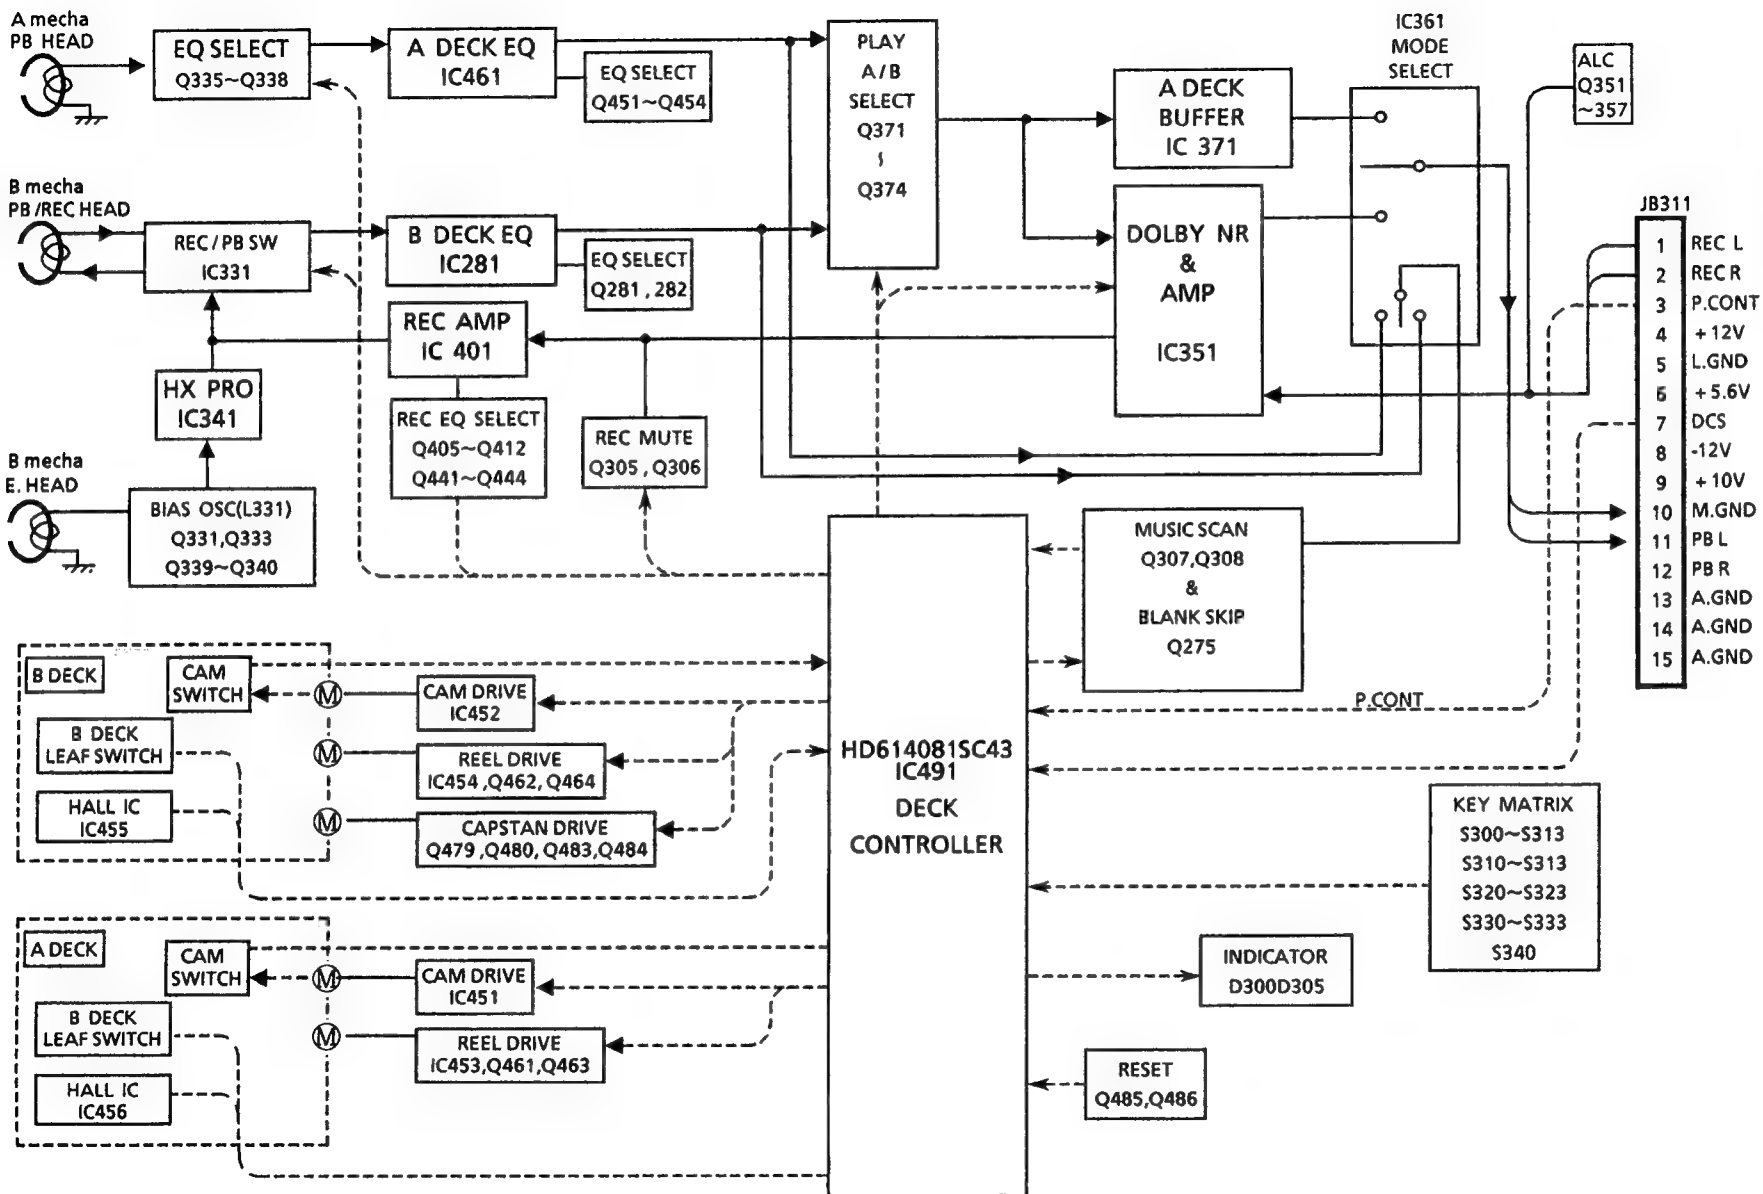 A mecha
PB HEAD
EQ SELECT
Q335~Q338
A DECK EQ
IC461
EQ SELECT
Q451~Q454
PLAY
A/B
SELECT
Q371
~
Q374
A DECK
BUFFER
IC 371
IC361
MODE
SELECT
ALC
Q351
~357
B mecha
PB/REC HEAD
REC/PB SW
IC331
B DECK EQ
IC281
EQ SELECT
Q281, 282
DOLBY NR
&
AMP
IC351
REC AMP
IC 401
HX PRO
IC341
REC EQ SELECT
Q405~Q412
Q441~Q444
REC MUTE
Q305, Q306
B mecha
E. HEAD
BIAS OSC(L331)
Q331,Q333
Q339~Q340
JB311
1 REC L
2 REC R
3 P.CONT
4 +12V
5 L.GND
6 +5.6V
7 DCS
8 -12V
9 +10V
10 M.GND
11 PB L
12 PB R
13 A.GND
14 A.GND
15 A.GND
MUSIC SCAN
Q307,Q308
&
BLANK SKIP
Q275
P.CONT
HD614081SC43
IC491
DECK
CONTROLLER
B DECK
CAM
SWITCH
M
CAM DRIVE
IC452
B DECK
LEAF SWITCH
M
REEL DRIVE
IC454,Q462,Q464
HALL IC
IC455
M
CAPSTAN DRIVE
Q479,Q480,Q483,Q484
KEY MATRIX
S300~S313
S310~S313
S320~S323
S330~S333
S340
A DECK
CAM
SWITCH
M
CAM DRIVE
IC451
B DECK
LEAF SWITCH
M
REEL DRIVE
IC453,Q461,Q463
HALL IC
IC456
INDICATOR
D300D305
RESET
Q485,Q486